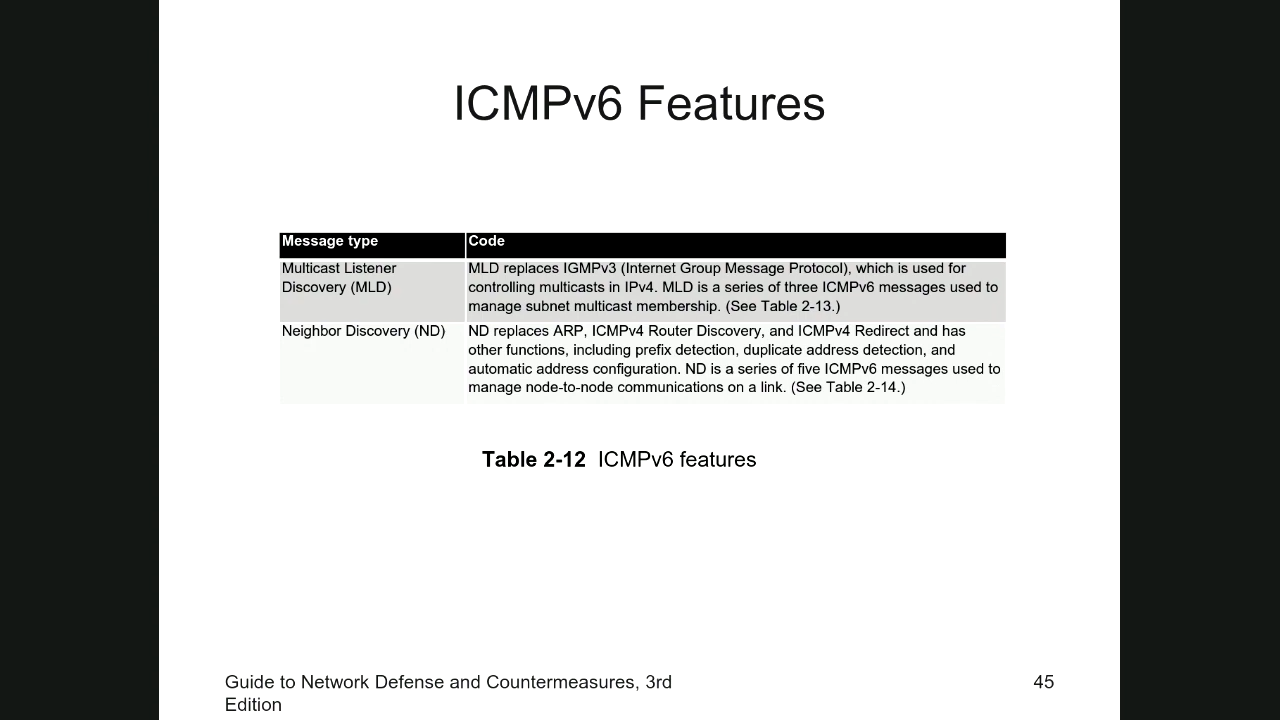 ICMPv6 Features
Message type Code
Multicast Listener
Discovery (MLD)
MLD replaces IGMPv3 (Internet Group Message Protocol), which is used for
controlling multicasts in IPv4. MLD is a series of three ICMPv6 messages used to
manage subnet multicast membership. (See Table 2-13.)
Neighbor Discovery (ND)
ND replaces ARP, ICMPv4 Router Discovery, and ICMPv4 Redirect and has
other functions, including prefix detection, duplicate address detection, and
automatic address configuration. ND is a series of five ICMPv6 messages used to
manage node-to-node communications on a link. (See Table 2-14.)
Table 2-12 ICMPv6 features
Guide to Network Defense and Countermeasures, 3rd
Edition
45